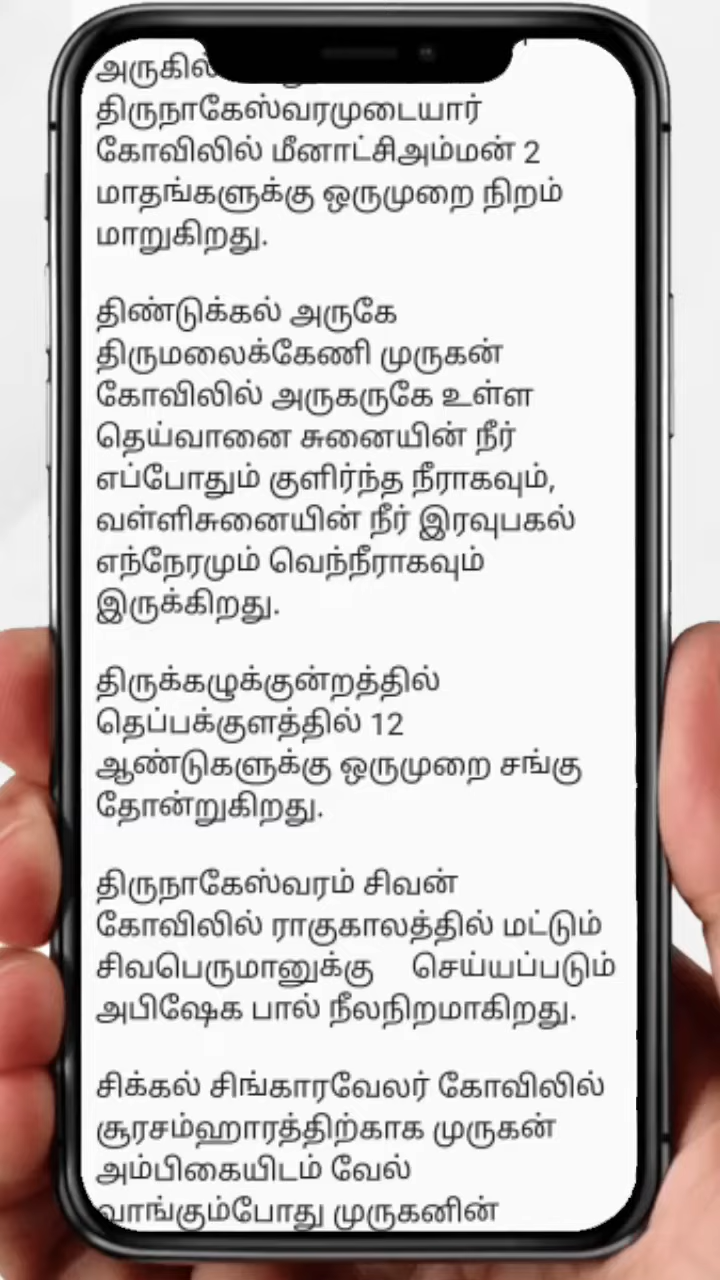 அருகில்
திருநாகேஸ்வரமுடையார்
கோவிலில் மீனாட்சிஅம்மன் 2
மாதங்களுக்கு ஒருமுறை நிறம்
மாறுகிறது.
திண்டுக்கல் அருகே
திருமலைக்கேணி முருகன்
கோவிலில் அருகருகே உள்ள
தெய்வானை சுனையின் நீர்
எப்போதும் குளிர்ந்த நீராகவும்,
வள்ளிசுனையின் நீர் இரவுபகல்
எந்நேரமும் வெந்நீராகவும்
இருக்கிறது.
திருக்கழுக்குன்றத்தில்
தெப்பக்குளத்தில் 12
ஆண்டுகளுக்கு ஒருமுறை சங்கு
தோன்றுகிறது.
திருநாகேஸ்வரம் சிவன்
கோவிலில் ராகுகாலத்தில் மட்டும்
சிவபெருமானுக்கு செய்யப்படும்
அபிஷேக பால் நீலநிறமாகிறது.
சிக்கல் சிங்காரவேலர் கோவிலில்
சூரசம்ஹாரத்திற்காக முருகன்
அம்பிகையிடம் வேல்
வாங்கும்போது முருகனின்